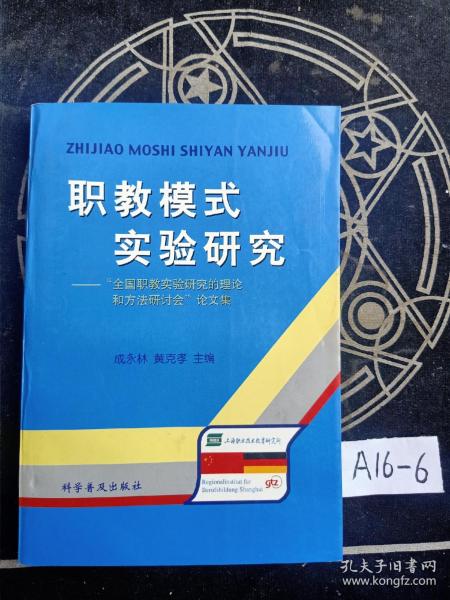 ZHIJIAO MOSHI SHIYAN YANJIU
职教模式
实验研究
——“全国职教实验研究的理论
和方法研讨会”论文集
成永林 黄克孝 主编
上海职业技术教育研究所
Regionalinstitut für
Berufsbildung Shanghai
gtz
科学普及出版社
A16-6
孔夫子旧书网
www.kongfz.com